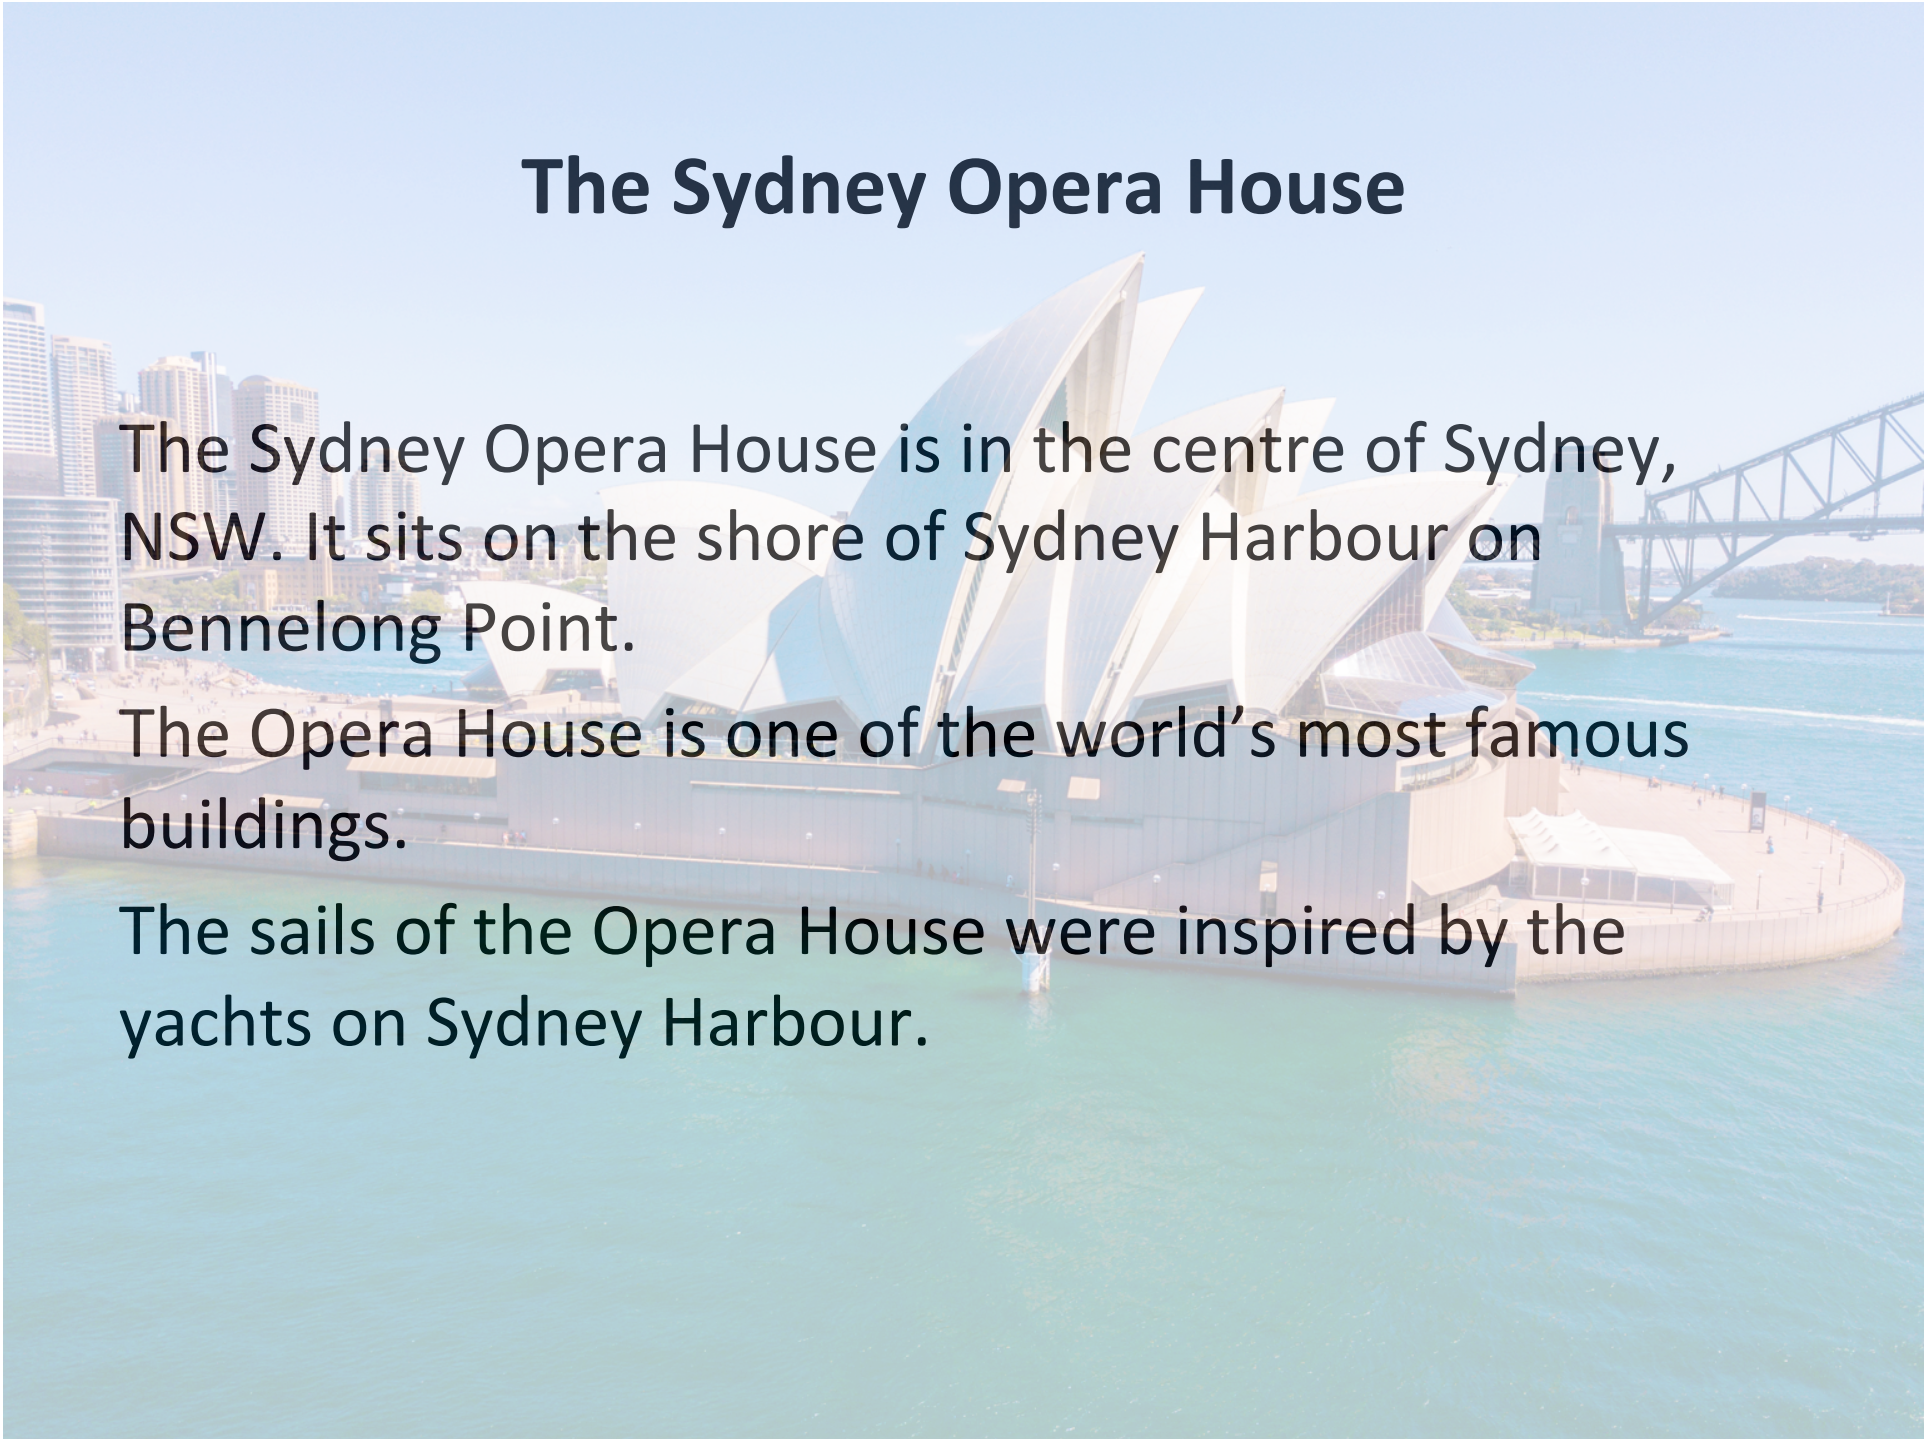 The Sydney Opera House
The Sydney Opera House is in the centre of Sydney,
NSW. It sits on the shore of Sydney Harbour on
Bennelong Point.
The Opera House is one of the world’s most famous
buildings.
The sails of the Opera House were inspired by the
yachts on Sydney Harbour.